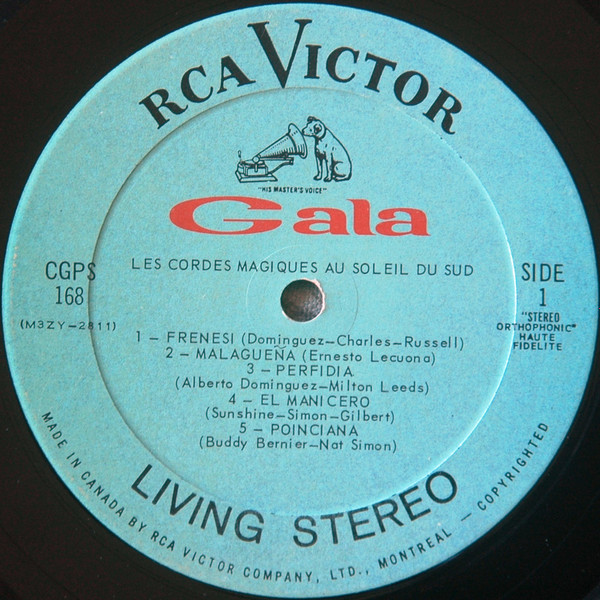 RCA VICTOR
"HIS MASTER'S VOICE"
Gala
LES CORDES MAGIQUES AU SOLEIL DU SUD
CGPS
168
(M3ZY-2811)
SIDE
1
"STEREO
ORTHOPHONIC"
HAUTE
FIDELITE
1 — FRENESI (Dominguez—Charles—Russell)
2 — MALAGUEÑA (Ernesto Lecuona)
3 — PERFIDIA
(Alberto Dominguez—Milton Leeds)
4 — EL MANICERO
(Sunshine—Simon—Gilbert)
5 — POINCIANA
(Buddy Bernier—Nat Simon)
LIVING STEREO
MADE IN CANADA BY RCA VICTOR COMPANY, LTD., MONTREAL — COPYRIGHTED